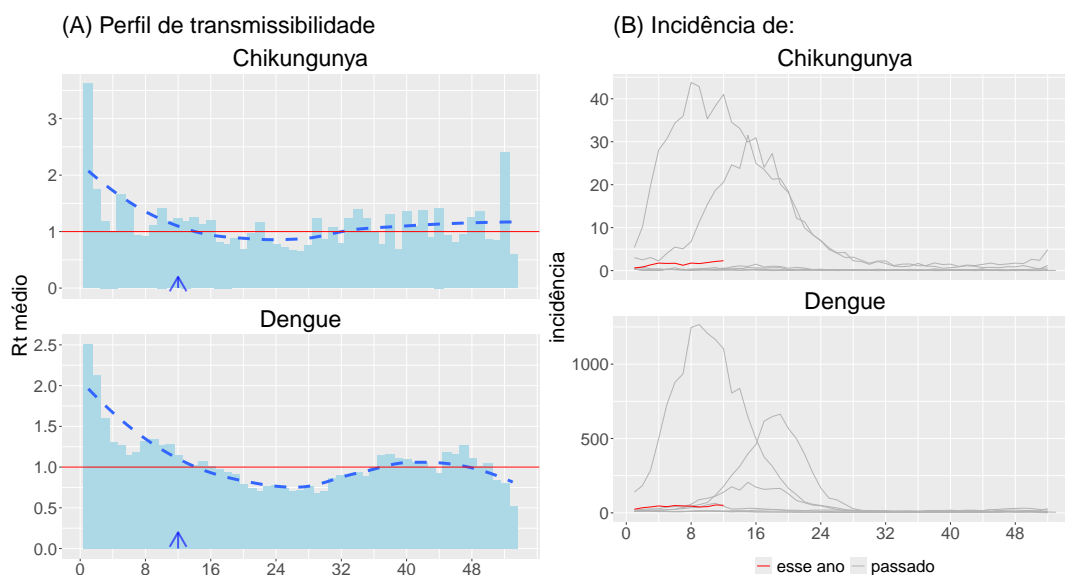 (A) Perfil de transmissibilidade
Chikungunya
3
2
1
0
Dengue
2.5
2.0
1.5
1.0
0.5
0.0
0 8 16 24 32 40 48
Rt médio
(B) Incidência de:
Chikungunya
40
30
20
10
0
Dengue
1000
500
0
0 8 16 24 32 40 48
incidência
esse ano passado